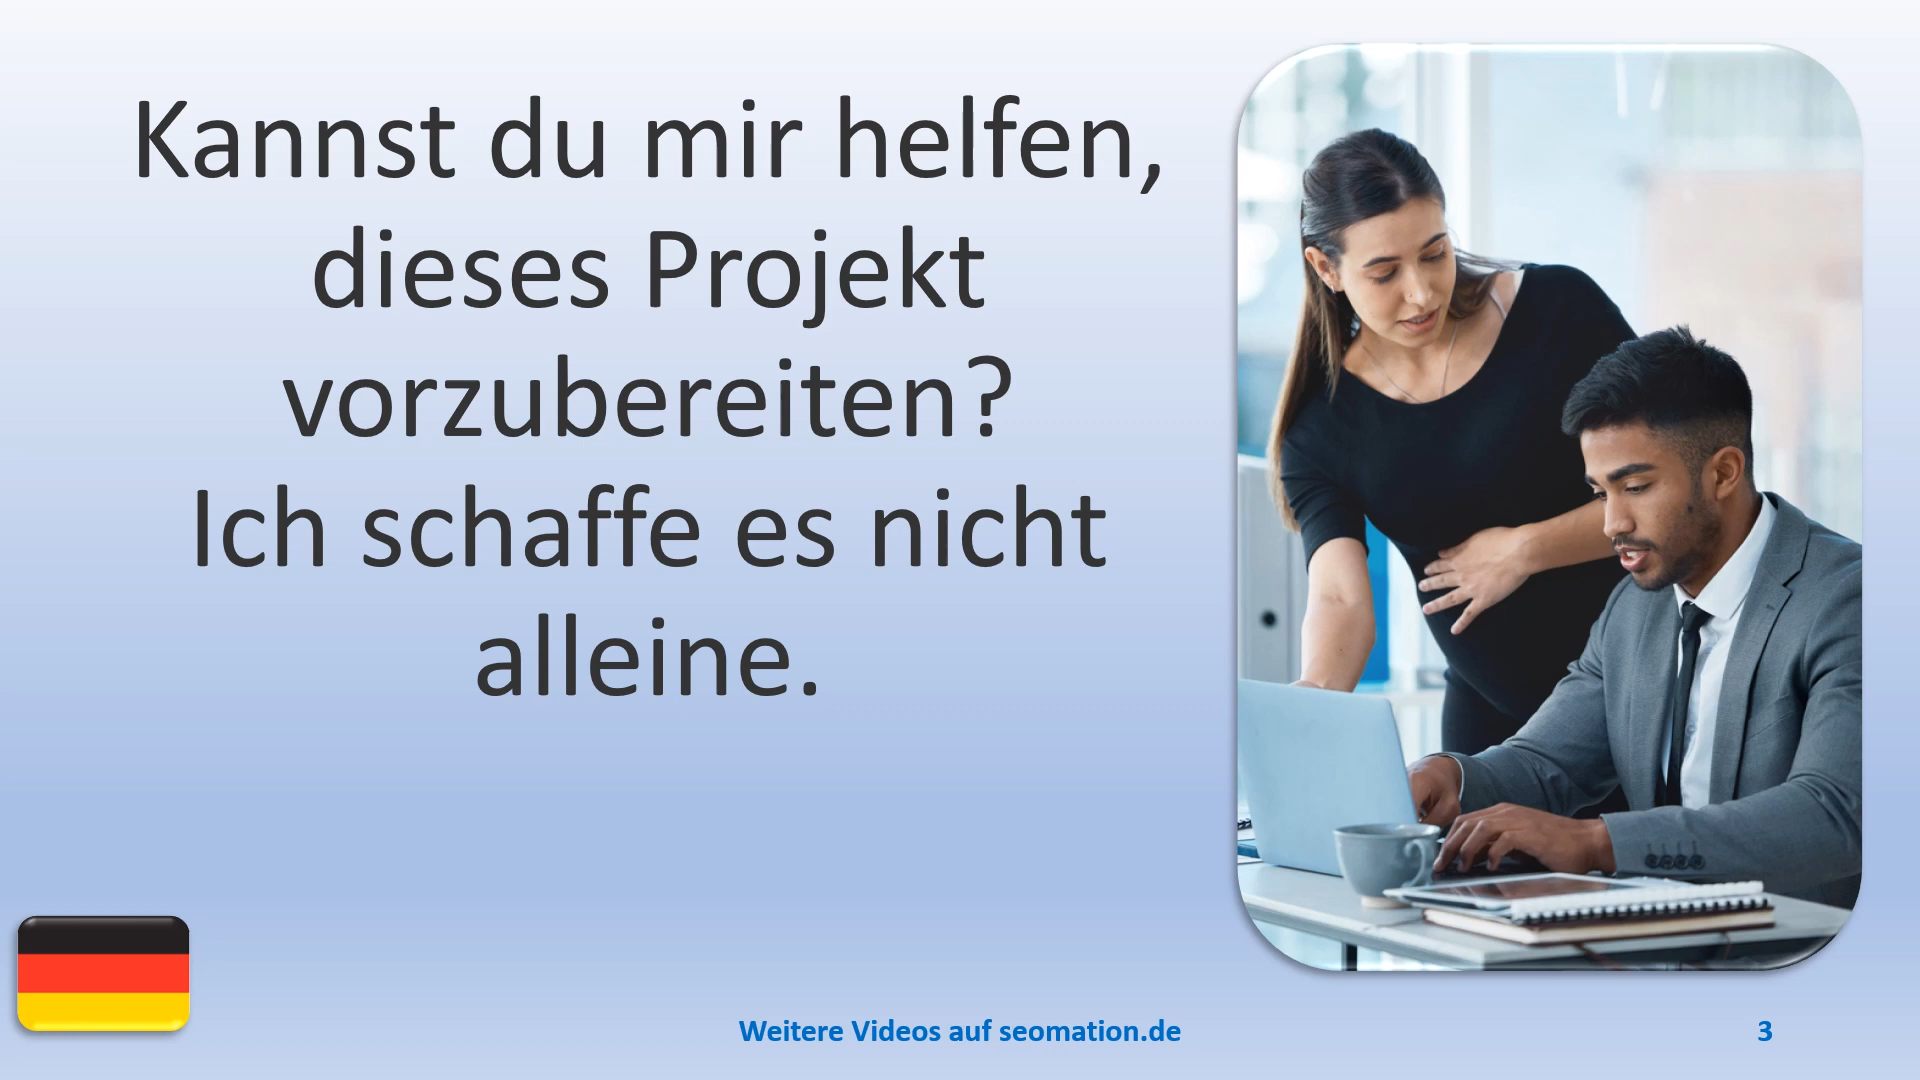 Kannst du mir helfen,
dieses Projekt
vorzubereiten?
Ich schaffe es nicht
alleine.
Weitere Videos auf seomation.de
3